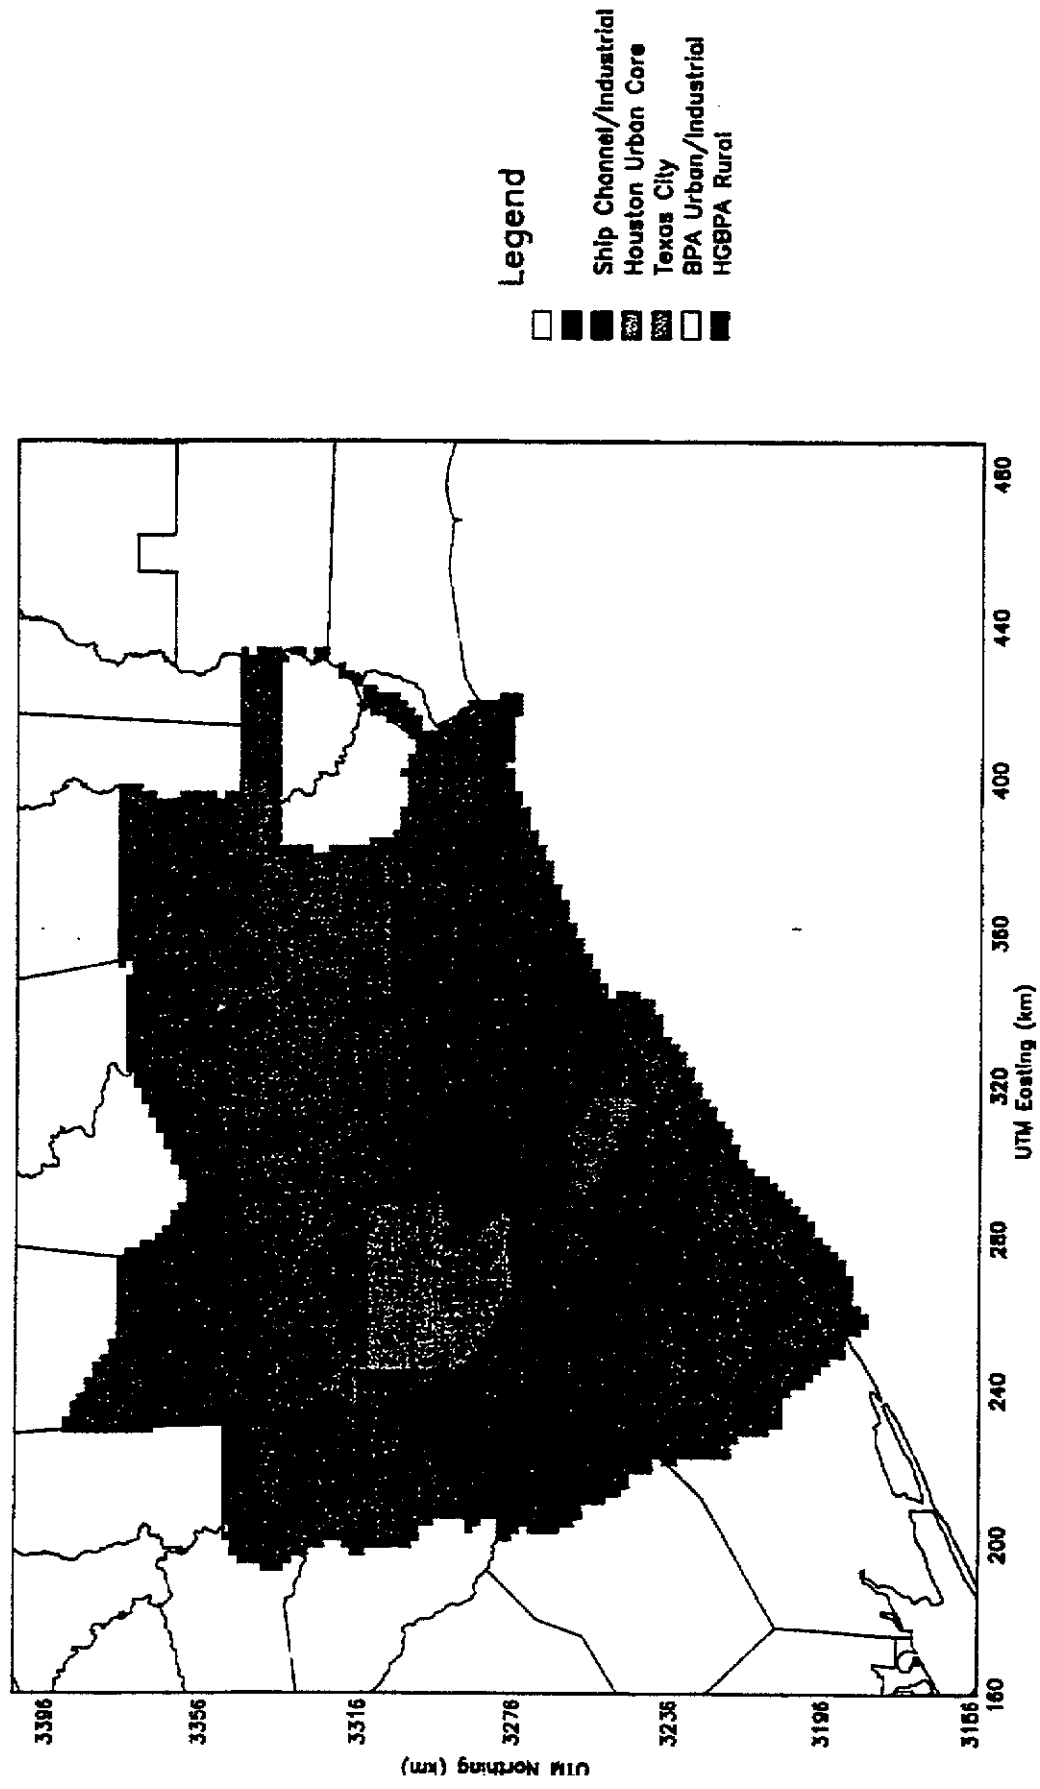 Legend
Ship Channel/Industrial
Houston Urban Core
Texas City
BPA Urban/Industrial
HGBPA Rural
UTM Northing (km)
3396
3356
3316
3276
3236
3196
3156
160
200
240
280
320
360
400
440
480
UTM Easting (km)